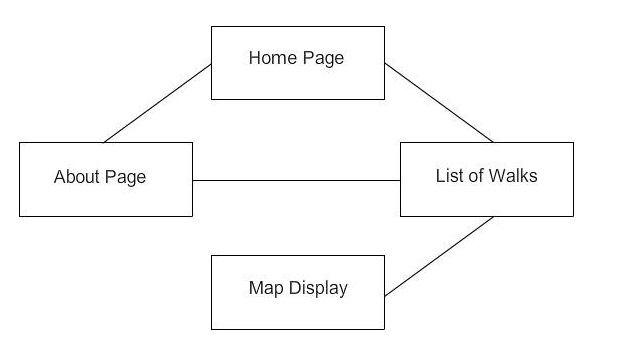 Home Page
About Page
List of Walks
Map Display